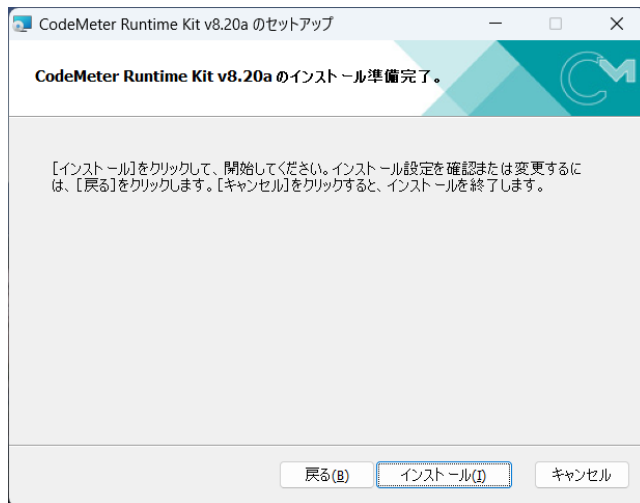 CodeMeter Runtime Kit v8.20a のセットアップ
CodeMeter Runtime Kit v8.20a のインストール準備完了。
[インストール]をクリックして、開始してください。インストール設定を確認または変更するに
は、[戻る]をクリックします。[キャンセル]をクリックすると、インストールを終了します。
戻る(B)
インストール(I)
キャンセル